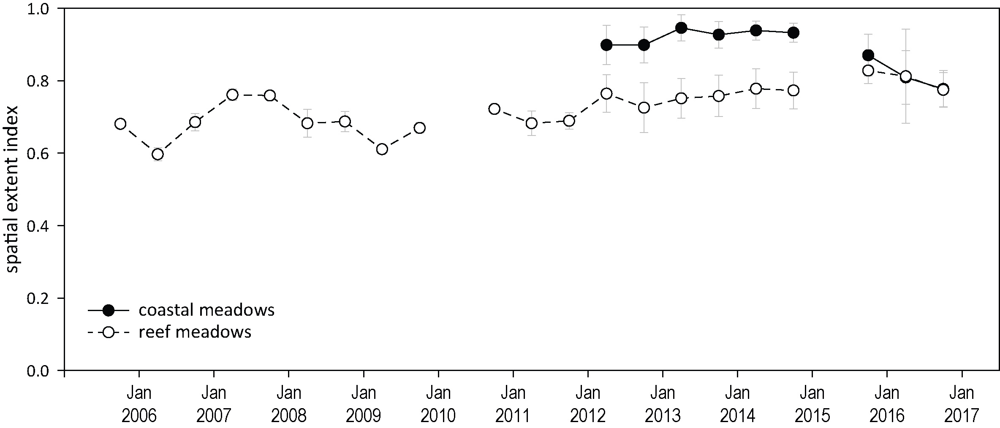 1.0
0.8
0.6
0.4
0.2
0.0
spatial extent index
coastal meadows
reef meadows
Jan Jan Jan Jan Jan Jan Jan Jan Jan Jan Jan Jan
2006 2007 2008 2009 2010 2011 2012 2013 2014 2015 2016 2017